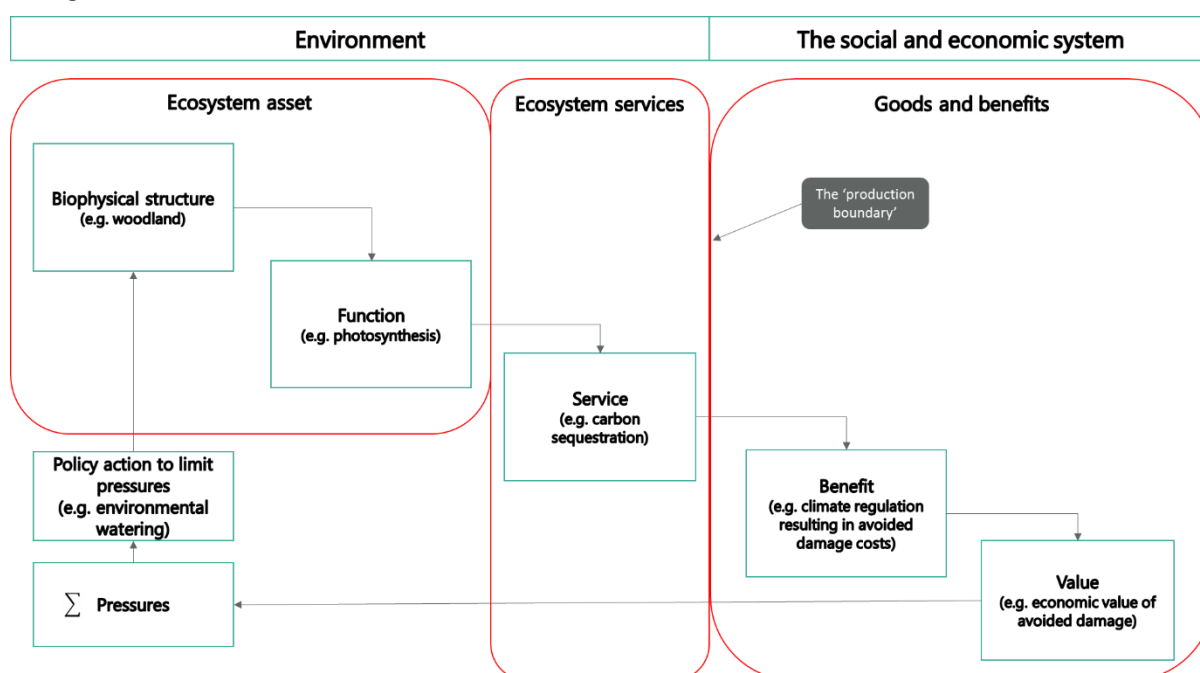 Environment
The social and economic system
Ecosystem asset
Ecosystem services
Goods and benefits
Biophysical structure
(e.g. woodland)
The ‘production
boundary’
Function
(e.g. photosynthesis)
Service
(e.g. carbon
sequestration)
Policy action to limit
pressures
(e.g. environmental
watering)
Benefit
(e.g. climate regulation
resulting in avoided
damage costs)
Value
(e.g. economic value of
avoided damage)
∑ Pressures